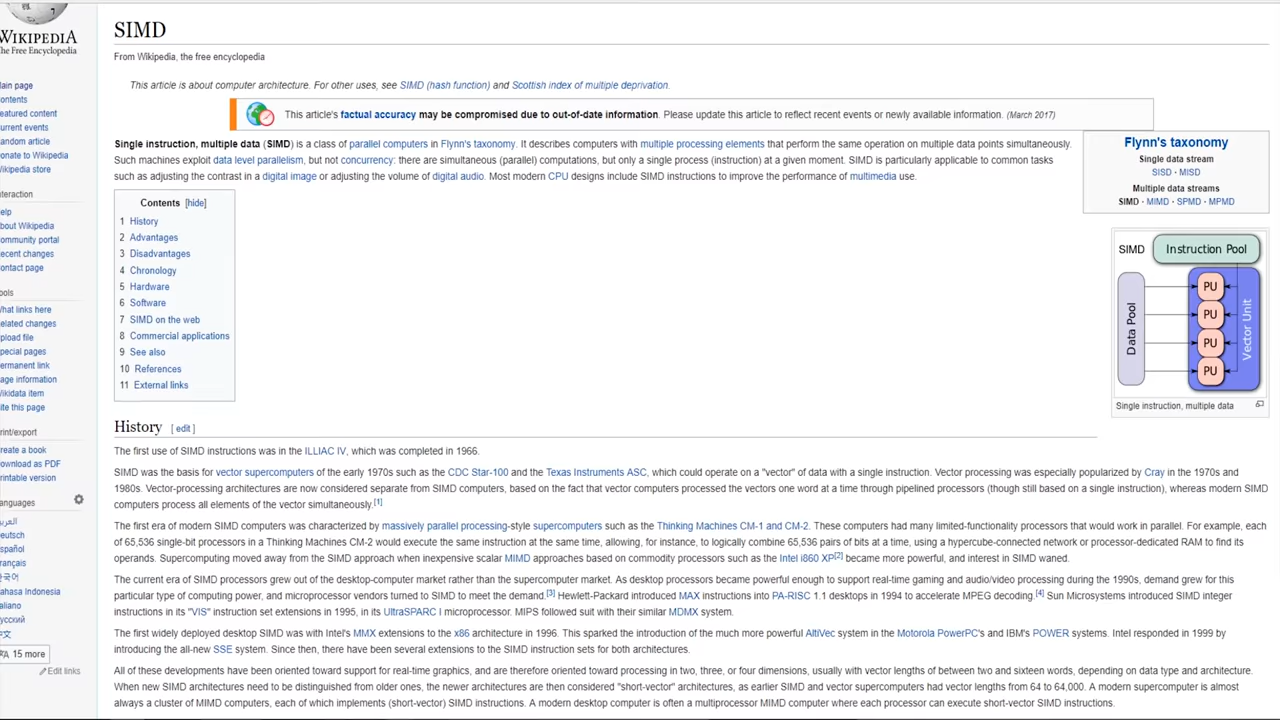 WIKIPEDIA
The Free Encyclopedia
ain page
ontents
eatured content
urrent events
andom article
onate to Wikipedia
ikipedia store
nteraction
elp
bout Wikipedia
ommunity portal
ecent changes
ontact page
ools
hat links here
elated changes
pload file
pecial pages
ermanent link
age information
ikidata item
ite this page
rint/export
reate a book
ownload as PDF
rintable version
anguages
العربية
eutsch
spañol
rançais
한국어
ahasa Indonesia
aliano
усский
中文
15 more
Edit links
SIMD
From Wikipedia, the free encyclopedia
This article is about computer architecture. For other uses, see SIMD (hash function) and Scottish index of multiple deprivation.
This article's factual accuracy may be compromised due to out-of-date information. Please update this article to reflect recent events or newly available information. (March 2017)
Single instruction, multiple data (SIMD) is a class of parallel computers in Flynn's taxonomy. It describes computers with multiple processing elements that perform the same operation on multiple data points simultaneously.
Such machines exploit data level parallelism, but not concurrency: there are simultaneous (parallel) computations, but only a single process (instruction) at a given moment. SIMD is particularly applicable to common tasks
such as adjusting the contrast in a digital image or adjusting the volume of digital audio. Most modern CPU designs include SIMD instructions to improve the performance of multimedia use.
Flynn's taxonomy
Single data stream
SISD · MISD
Multiple data streams
SIMD · MIMD · SPMD · MPMD
Contents [hide]
1 History
2 Advantages
3 Disadvantages
4 Chronology
5 Hardware
6 Software
7 SIMD on the web
8 Commercial applications
9 See also
10 References
11 External links
SIMD
Instruction Pool
Data Pool
PU
PU
PU
PU
Vector Unit
Single instruction, multiple data
History [ edit ]
The first use of SIMD instructions was in the ILLIAC IV, which was completed in 1966.
SIMD was the basis for vector supercomputers of the early 1970s such as the CDC Star-100 and the Texas Instruments ASC, which could operate on a "vector" of data with a single instruction. Vector processing was especially popularized by Cray in the 1970s and
1980s. Vector-processing architectures are now considered separate from SIMD computers, based on the fact that vector computers processed the vectors one word at a time through pipelined processors (though still based on a single instruction), whereas modern SIMD
computers process all elements of the vector simultaneously.[1]
The first era of modern SIMD computers was characterized by massively parallel processing-style supercomputers such as the Thinking Machines CM-1 and CM-2. These computers had many limited-functionality processors that would work in parallel. For example, each
of 65,536 single-bit processors in a Thinking Machines CM-2 would execute the same instruction at the same time, allowing, for instance, to logically combine 65,536 pairs of bits at a time, using a hypercube-connected network or processor-dedicated RAM to find its
operands. Supercomputing moved away from the SIMD approach when inexpensive scalar MIMD approaches based on commodity processors such as the Intel i860 XP[2] became more powerful, and interest in SIMD waned.
The current era of SIMD processors grew out of the desktop-computer market rather than the supercomputer market. As desktop processors became powerful enough to support real-time gaming and audio/video processing during the 1990s, demand grew for this
particular type of computing power, and microprocessor vendors turned to SIMD to meet the demand.[3] Hewlett-Packard introduced MAX instructions into PA-RISC 1.1 desktops in 1994 to accelerate MPEG decoding.[4] Sun Microsystems introduced SIMD integer
instructions in its "VIS" instruction set extensions in 1995, in its UltraSPARC I microprocessor. MIPS followed suit with their similar MDMX system.
The first widely deployed desktop SIMD was with Intel's MMX extensions to the x86 architecture in 1996. This sparked the introduction of the much more powerful AltiVec system in the Motorola PowerPC's and IBM's POWER systems. Intel responded in 1999 by
introducing the all-new SSE system. Since then, there have been several extensions to the SIMD instruction sets for both architectures.
All of these developments have been oriented toward support for real-time graphics, and are therefore oriented toward processing in two, three, or four dimensions, usually with vector lengths of between two and sixteen words, depending on data type and architecture.
When new SIMD architectures need to be distinguished from older ones, the newer architectures are then considered "short-vector" architectures, as earlier SIMD and vector supercomputers had vector lengths from 64 to 64,000. A modern supercomputer is almost
always a cluster of MIMD computers, each of which implements (short-vector) SIMD instructions. A modern desktop computer is often a multiprocessor MIMD computer where each processor can execute short-vector SIMD instructions.